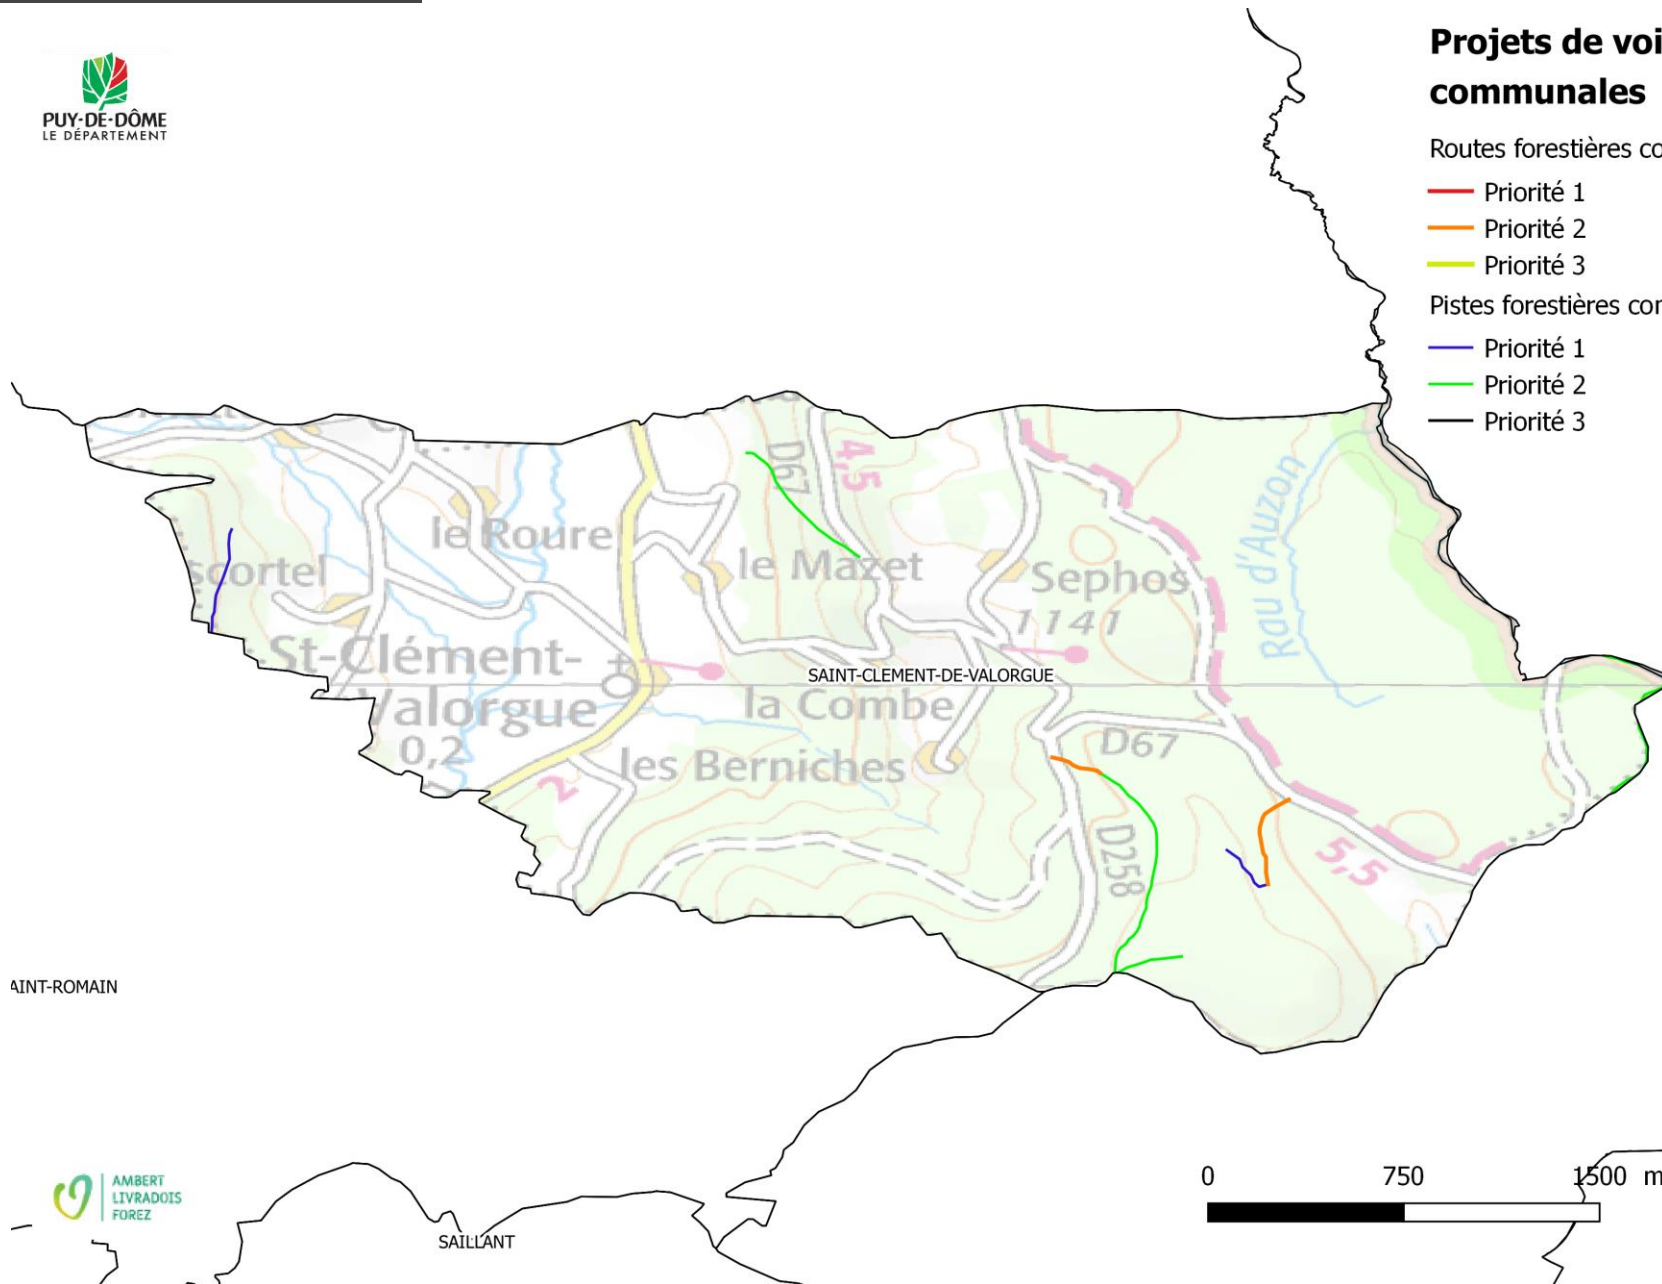 PUY-DE-DÔME
LE DÉPARTEMENT
Projets de voi
communales
Routes forestières co
Priorité 1
Priorité 2
Priorité 3
Pistes forestières con
Priorité 1
Priorité 2
Priorité 3
D67
4,5
Rau d'Auzon
le Roure
le Mazet
scortel
Sephos
1141
St-Clément-
Valorgue
0,2
SAINT-CLEMENT-DE-VALORGUE
la Combe
D67
les Berniches
2
D258
5,5
AINT-ROMAIN
AMBERT
LIVRADOIS
FOREZ
SAILLANT
0 750 1500 m